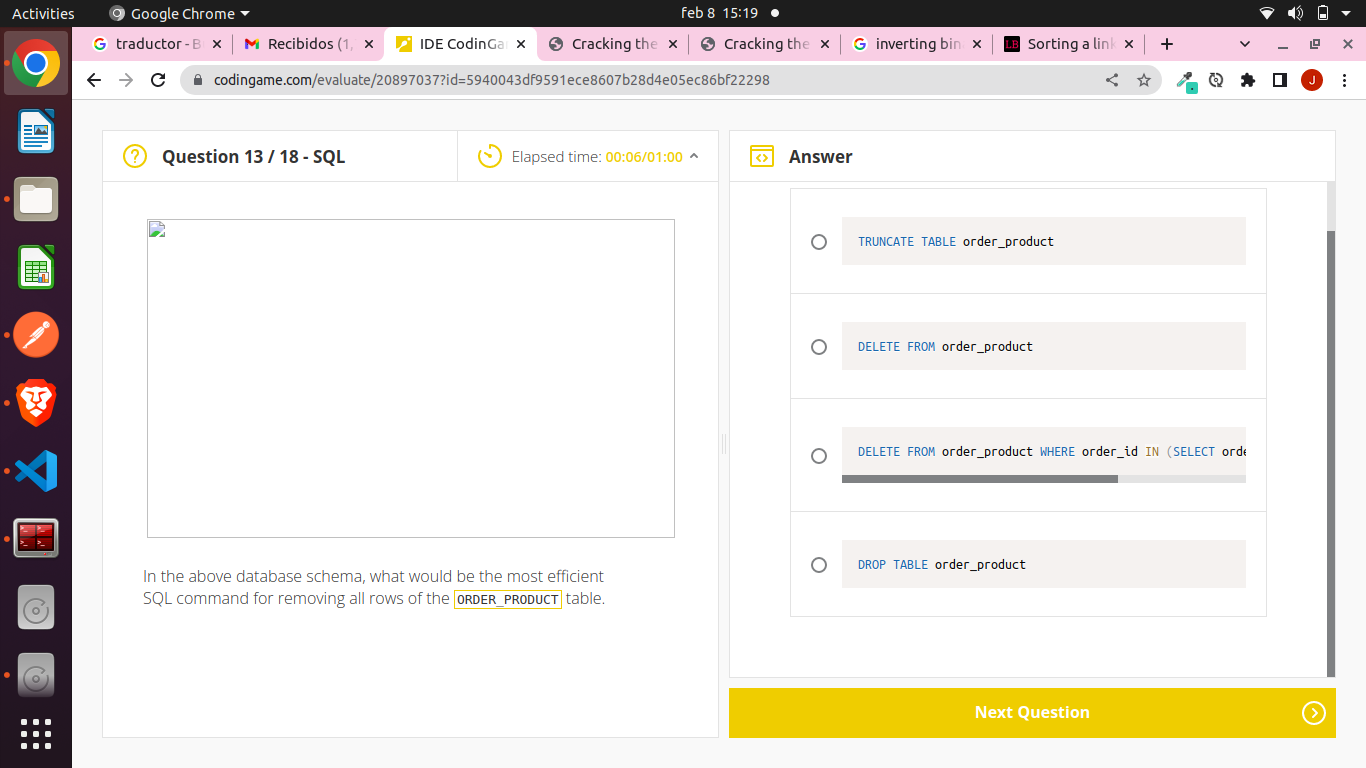 Activities
Google Chrome
feb 8 15:19
traductor - B
Recibidos (1,
IDE CodinGa
Cracking the
Cracking the
inverting bin
LB
Sorting a link
codingame.com/evaluate/20897037?id=5940043df9591ece8607b28d4e05ec86bf22298
J
Question 13 / 18 - SQL
Elapsed time: 00:06/01:00
In the above database schema, what would be the most efficient
SQL command for removing all rows of the ORDER_PRODUCT table.
Answer
TRUNCATE TABLE order_product
DELETE FROM order_product
DELETE FROM order_product WHERE order_id IN (SELECT orde
DROP TABLE order_product
Next Question